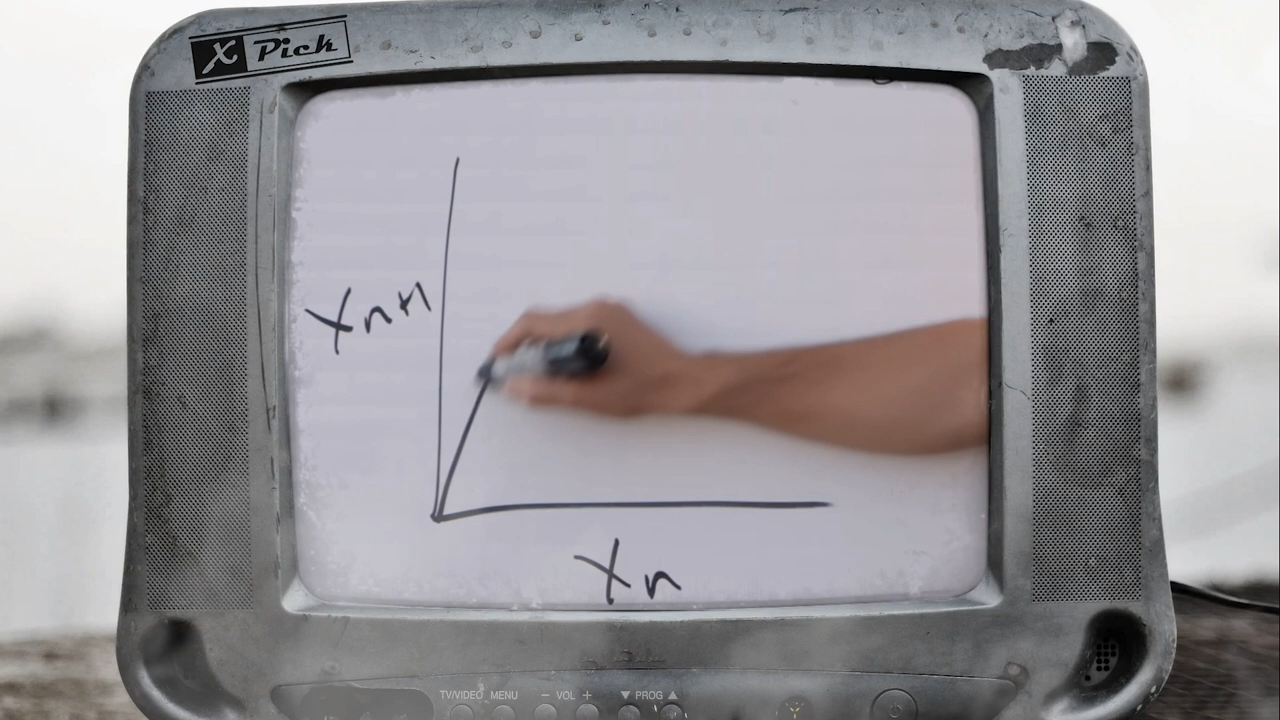 X Pick
Xn+1
Xn
TV/VIDEO MENU − VOL + ▼ PROG ▲